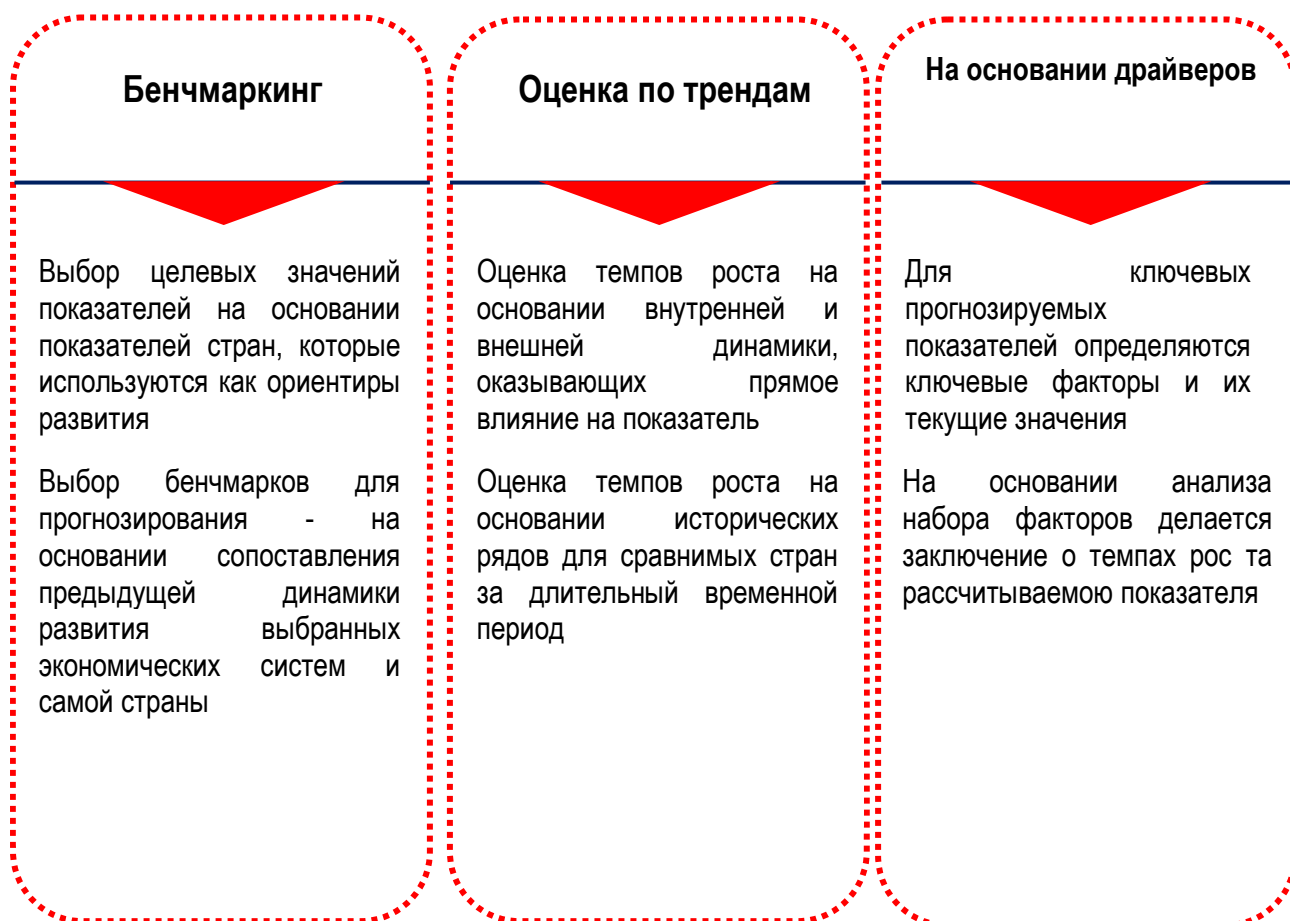 Бенчмаркинг
Выбор целевых значений
показателей на основании
показателей стран, которые
используются как ориентиры
развития
Выбор бенчмарков для
прогнозирования - на
основании сопоставления
предыдущей динамики
развития выбранных
экономических систем и
самой страны
Оценка по трендам
Оценка темпов роста на
основании внутренней и
внешней динамики,
оказывающих прямое
влияние на показатель
Оценка темпов роста на
основании исторических
рядов для сравнимых стран
за длительный временной
период
На основании драйверов
Для ключевых
прогнозируемых
показателей определяются
ключевые факторы и их
текущие значения
На основании анализа
набора факторов делается
заключение о темпах рос та
рассчитываемою показателя